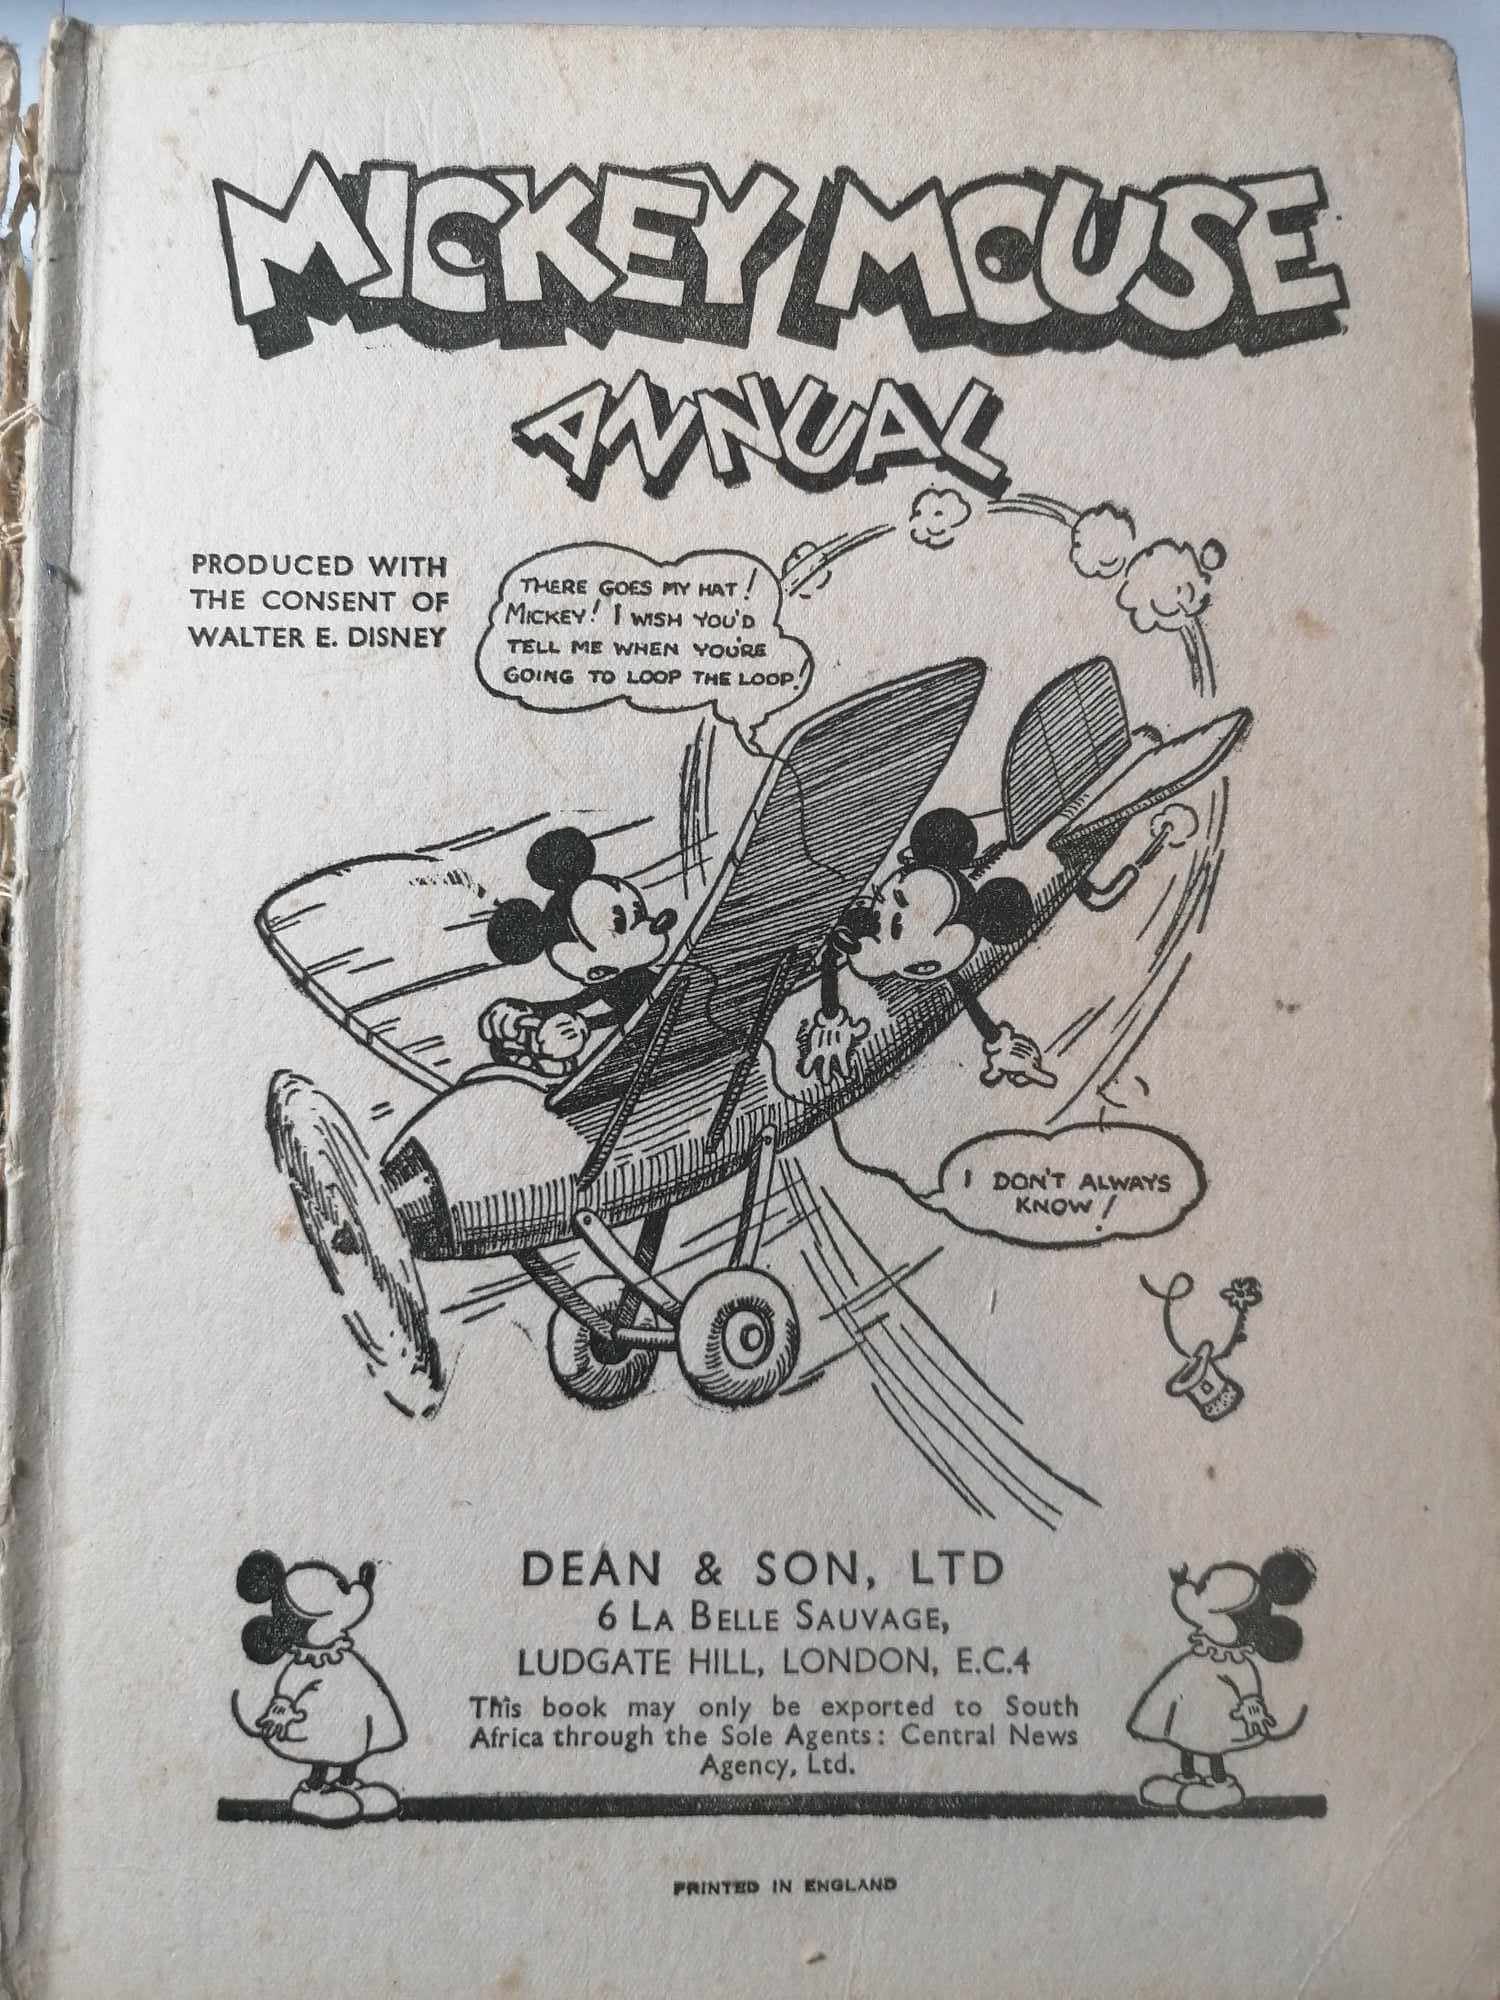 MICKEY MOUSE
ANNUAL
PRODUCED WITH
THE CONSENT OF
WALTER E. DISNEY
THERE GOES MY HAT!
MICKEY! I WISH YOU'D
TELL ME WHEN YOU'RE
GOING TO LOOP THE LOOP!
I DON'T ALWAYS
KNOW!
DEAN & SON, LTD
6 LA BELLE SAUVAGE,
LUDGATE HILL, LONDON, E.C.4
This book may only be exported to South
Africa through the Sole Agents: Central News
Agency, Ltd.
PRINTED IN ENGLAND